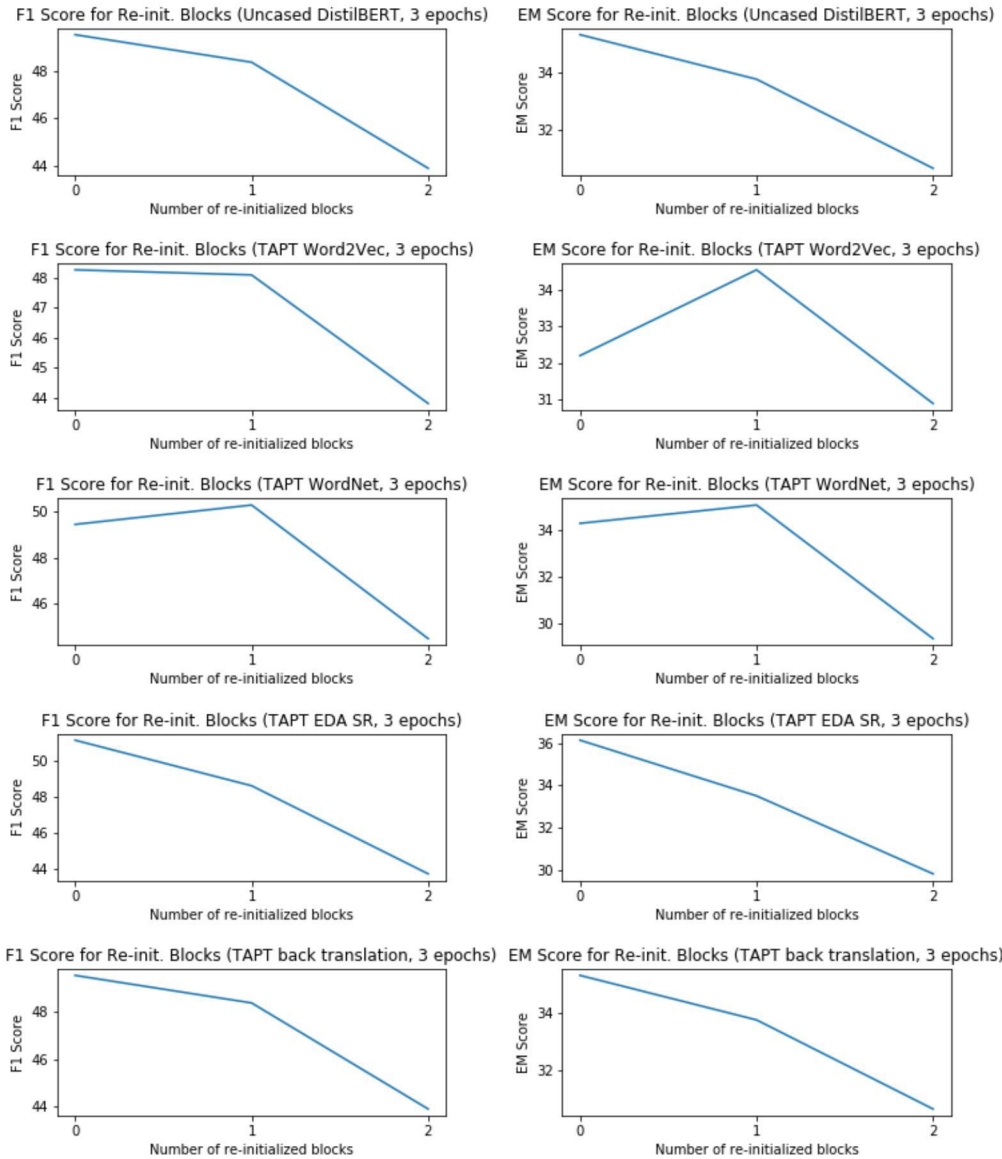 F1 Score for Re-init. Blocks (Uncased DistilBERT, 3 epochs)
48
46
44
F1 Score
0
1
2
Number of re-initialized blocks
EM Score for Re-init. Blocks (Uncased DistilBERT, 3 epochs)
34
32
EM Score
0
1
2
Number of re-initialized blocks
F1 Score for Re-init. Blocks (TAPT Word2Vec, 3 epochs)
48
47
46
45
44
F1 Score
0
1
2
Number of re-initialized blocks
EM Score for Re-init. Blocks (TAPT Word2Vec, 3 epochs)
34
33
32
31
EM Score
0
1
2
Number of re-initialized blocks
F1 Score for Re-init. Blocks (TAPT WordNet, 3 epochs)
50
48
46
F1 Score
0
1
2
Number of re-initialized blocks
EM Score for Re-init. Blocks (TAPT WordNet, 3 epochs)
34
32
30
EM Score
0
1
2
Number of re-initialized blocks
F1 Score for Re-init. Blocks (TAPT EDA SR, 3 epochs)
50
48
46
44
F1 Score
0
1
2
Number of re-initialized blocks
EM Score for Re-init. Blocks (TAPT EDA SR, 3 epochs)
36
34
32
30
EM Score
0
1
2
Number of re-initialized blocks
F1 Score for Re-init. Blocks (TAPT back translation, 3 epochs)
48
46
44
F1 Score
0
1
2
Number of re-initialized blocks
EM Score for Re-init. Blocks (TAPT back translation, 3 epochs)
34
32
EM Score
0
1
2
Number of re-initialized blocks